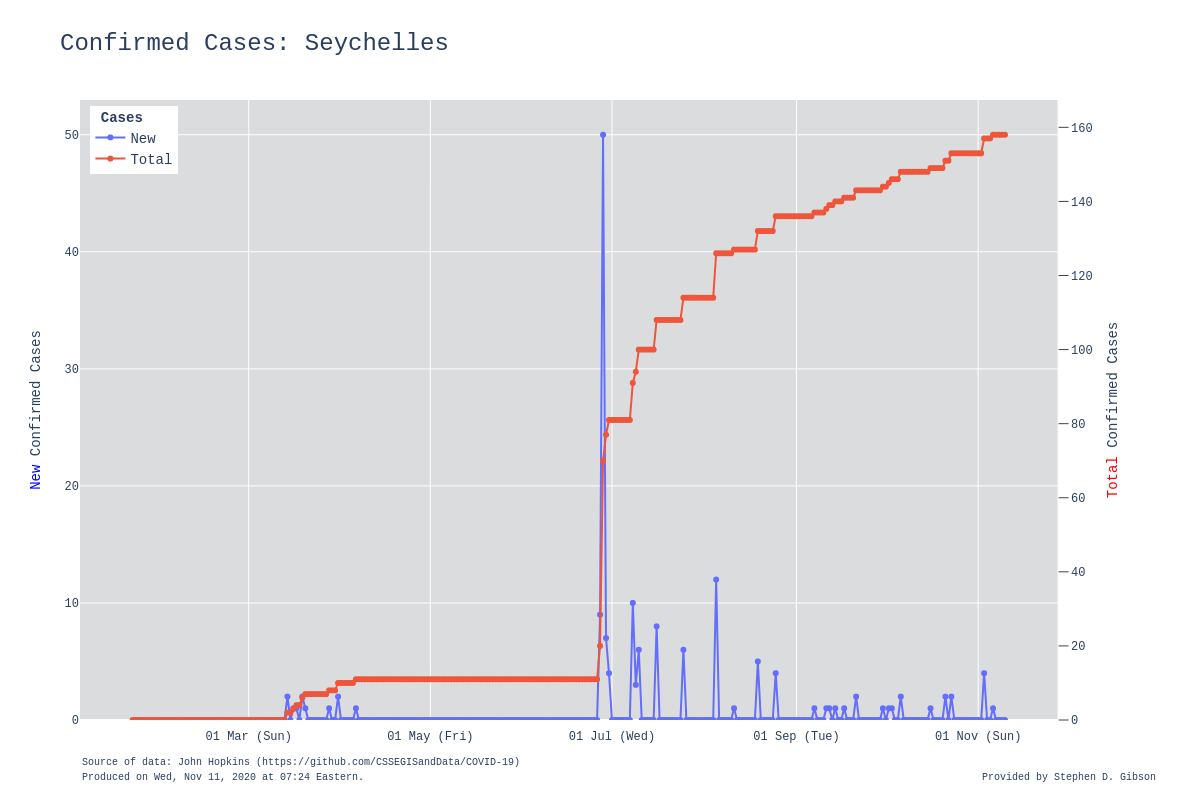 Confirmed Cases: Seychelles
Cases
New
Total
50
40
30
20
10
0
160
140
120
100
80
60
40
20
0
New Confirmed Cases
Total Confirmed Cases
01 Mar (Sun)
01 May (Fri)
01 Jul (Wed)
01 Sep (Tue)
01 Nov (Sun)
Source of data: John Hopkins (https://github.com/CSSEGISandData/COVID-19)
Produced on Wed, Nov 11, 2020 at 07:24 Eastern.
Provided by Stephen D. Gibson